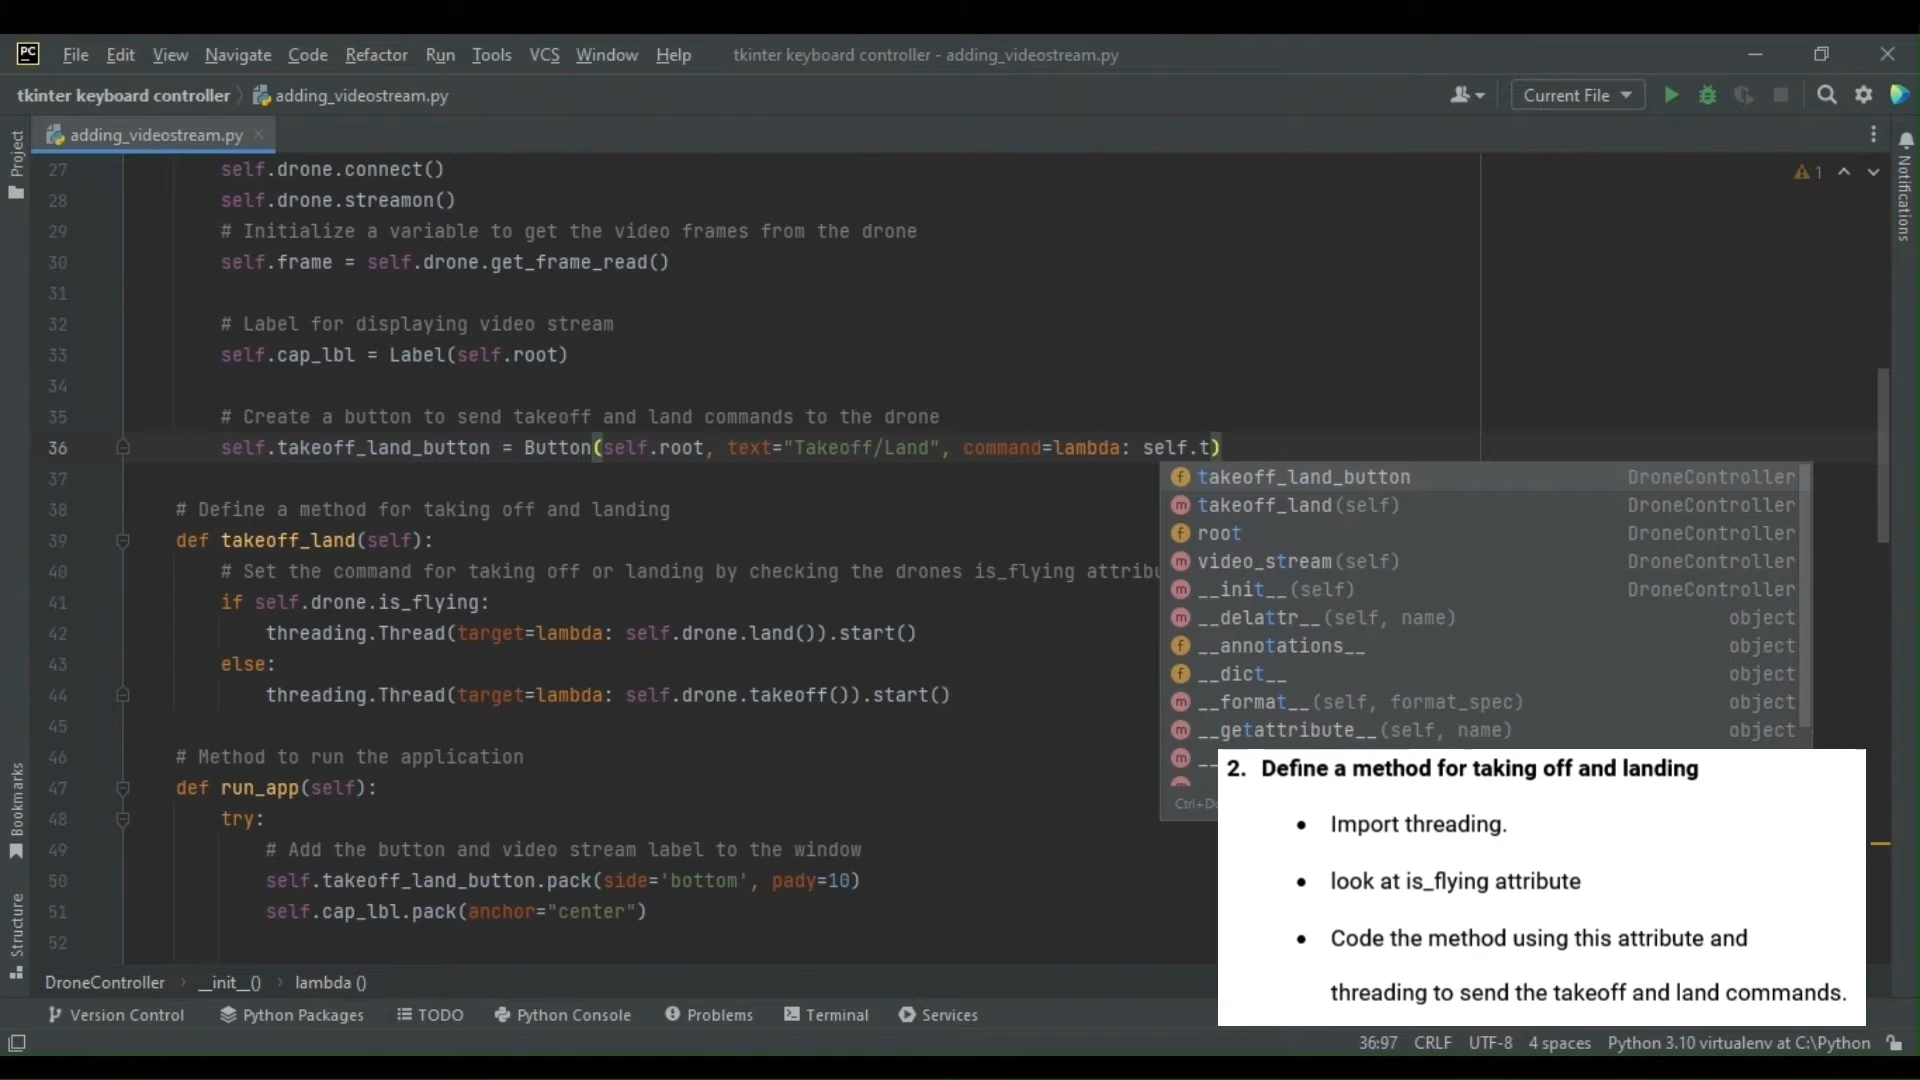 PC File Edit View Navigate Code Refactor Run Tools VCS Window Help tkinter keyboard controller - adding_videostream.py
tkinter keyboard controller adding_videostream.py Current File
Project
adding_videostream.py
Notifications
1
27 self.drone.connect()
28 self.drone.streamon()
29 # Initialize a variable to get the video frames from the drone
30 self.frame = self.drone.get_frame_read()
31
32 # Label for displaying video stream
33 self.cap_lbl = Label(self.root)
34
35 # Create a button to send takeoff and land commands to the drone
36 self.takeoff_land_button = Button(self.root, text="Takeoff/Land", command=lambda: self.t)
37
38 # Define a method for taking off and landing
39 def takeoff_land(self):
40 # Set the command for taking off or landing by checking the drones is_flying attribu
41 if self.drone.is_flying:
42 threading.Thread(target=lambda: self.drone.land()).start()
43 else:
44 threading.Thread(target=lambda: self.drone.takeoff()).start()
45
46 # Method to run the application
47 def run_app(self):
48 try:
49 # Add the button and video stream label to the window
50 self.takeoff_land_button.pack(side='bottom', pady=10)
51 self.cap_lbl.pack(anchor="center")
52
f takeoff_land_button DroneController
m takeoff_land(self) DroneController
f root DroneController
m video_stream(self) DroneController
m __init__(self) DroneController
m __delattr__(self, name) object
f __annotations__ object
f __dict__ object
m __format__(self, format_spec) object
m __getattribute__(self, name) object
m __
Ctrl+Do
2. Define a method for taking off and landing
• Import threading.
• look at is_flying attribute
• Code the method using this attribute and
threading to send the takeoff and land commands.
Bookmarks
Structure
DroneController __init__() lambda ()
Version Control Python Packages TODO Python Console Problems Terminal Services
36:97 CRLF UTF-8 4 spaces Python 3.10 virtualenv at C:\Python